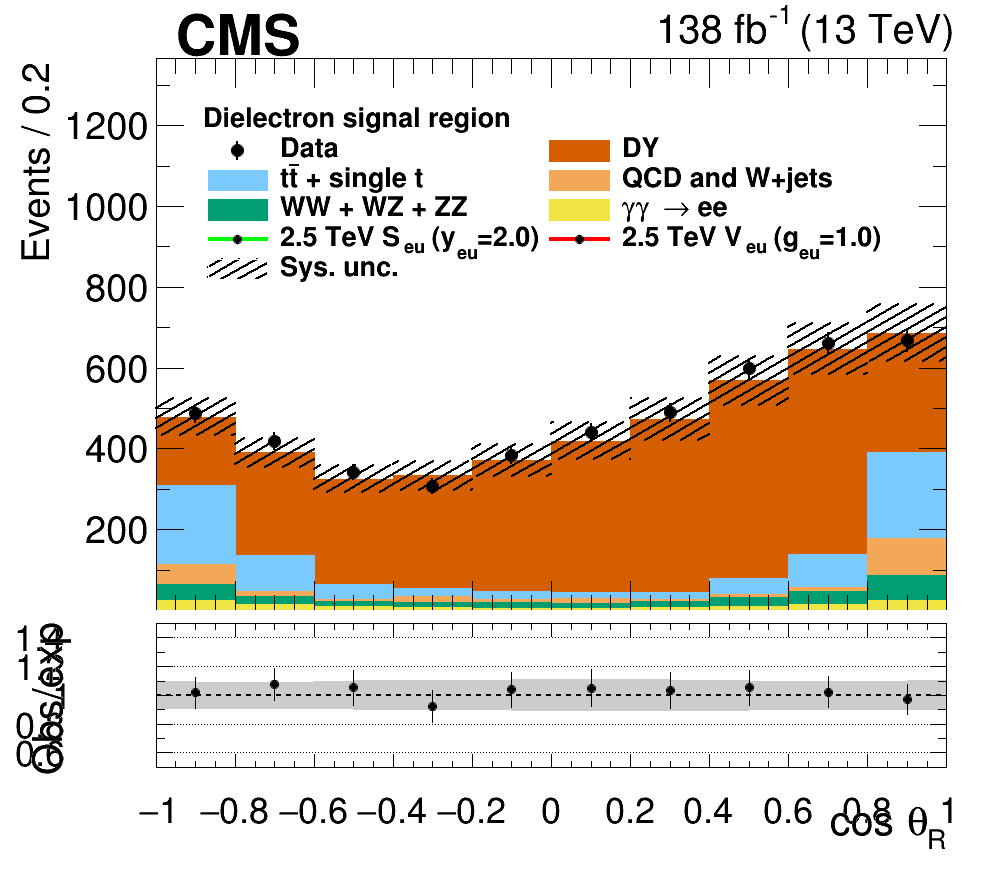 CMS 138 fb-1 (13 TeV)
Events / 0.2
1200
1000
800
600
400
200
Dielectron signal region
Data DY
tt̄ + single t QCD and W+jets
WW + WZ + ZZ γγ → ee
2.5 TeV Seu (yeu=2.0) 2.5 TeV Veu (geu=1.0)
Sys. unc.
Obs/exp
−1 −0.8 −0.6 −0.4 −0.2 0 0.2 0.4 0.6 0.8 1
cos θR